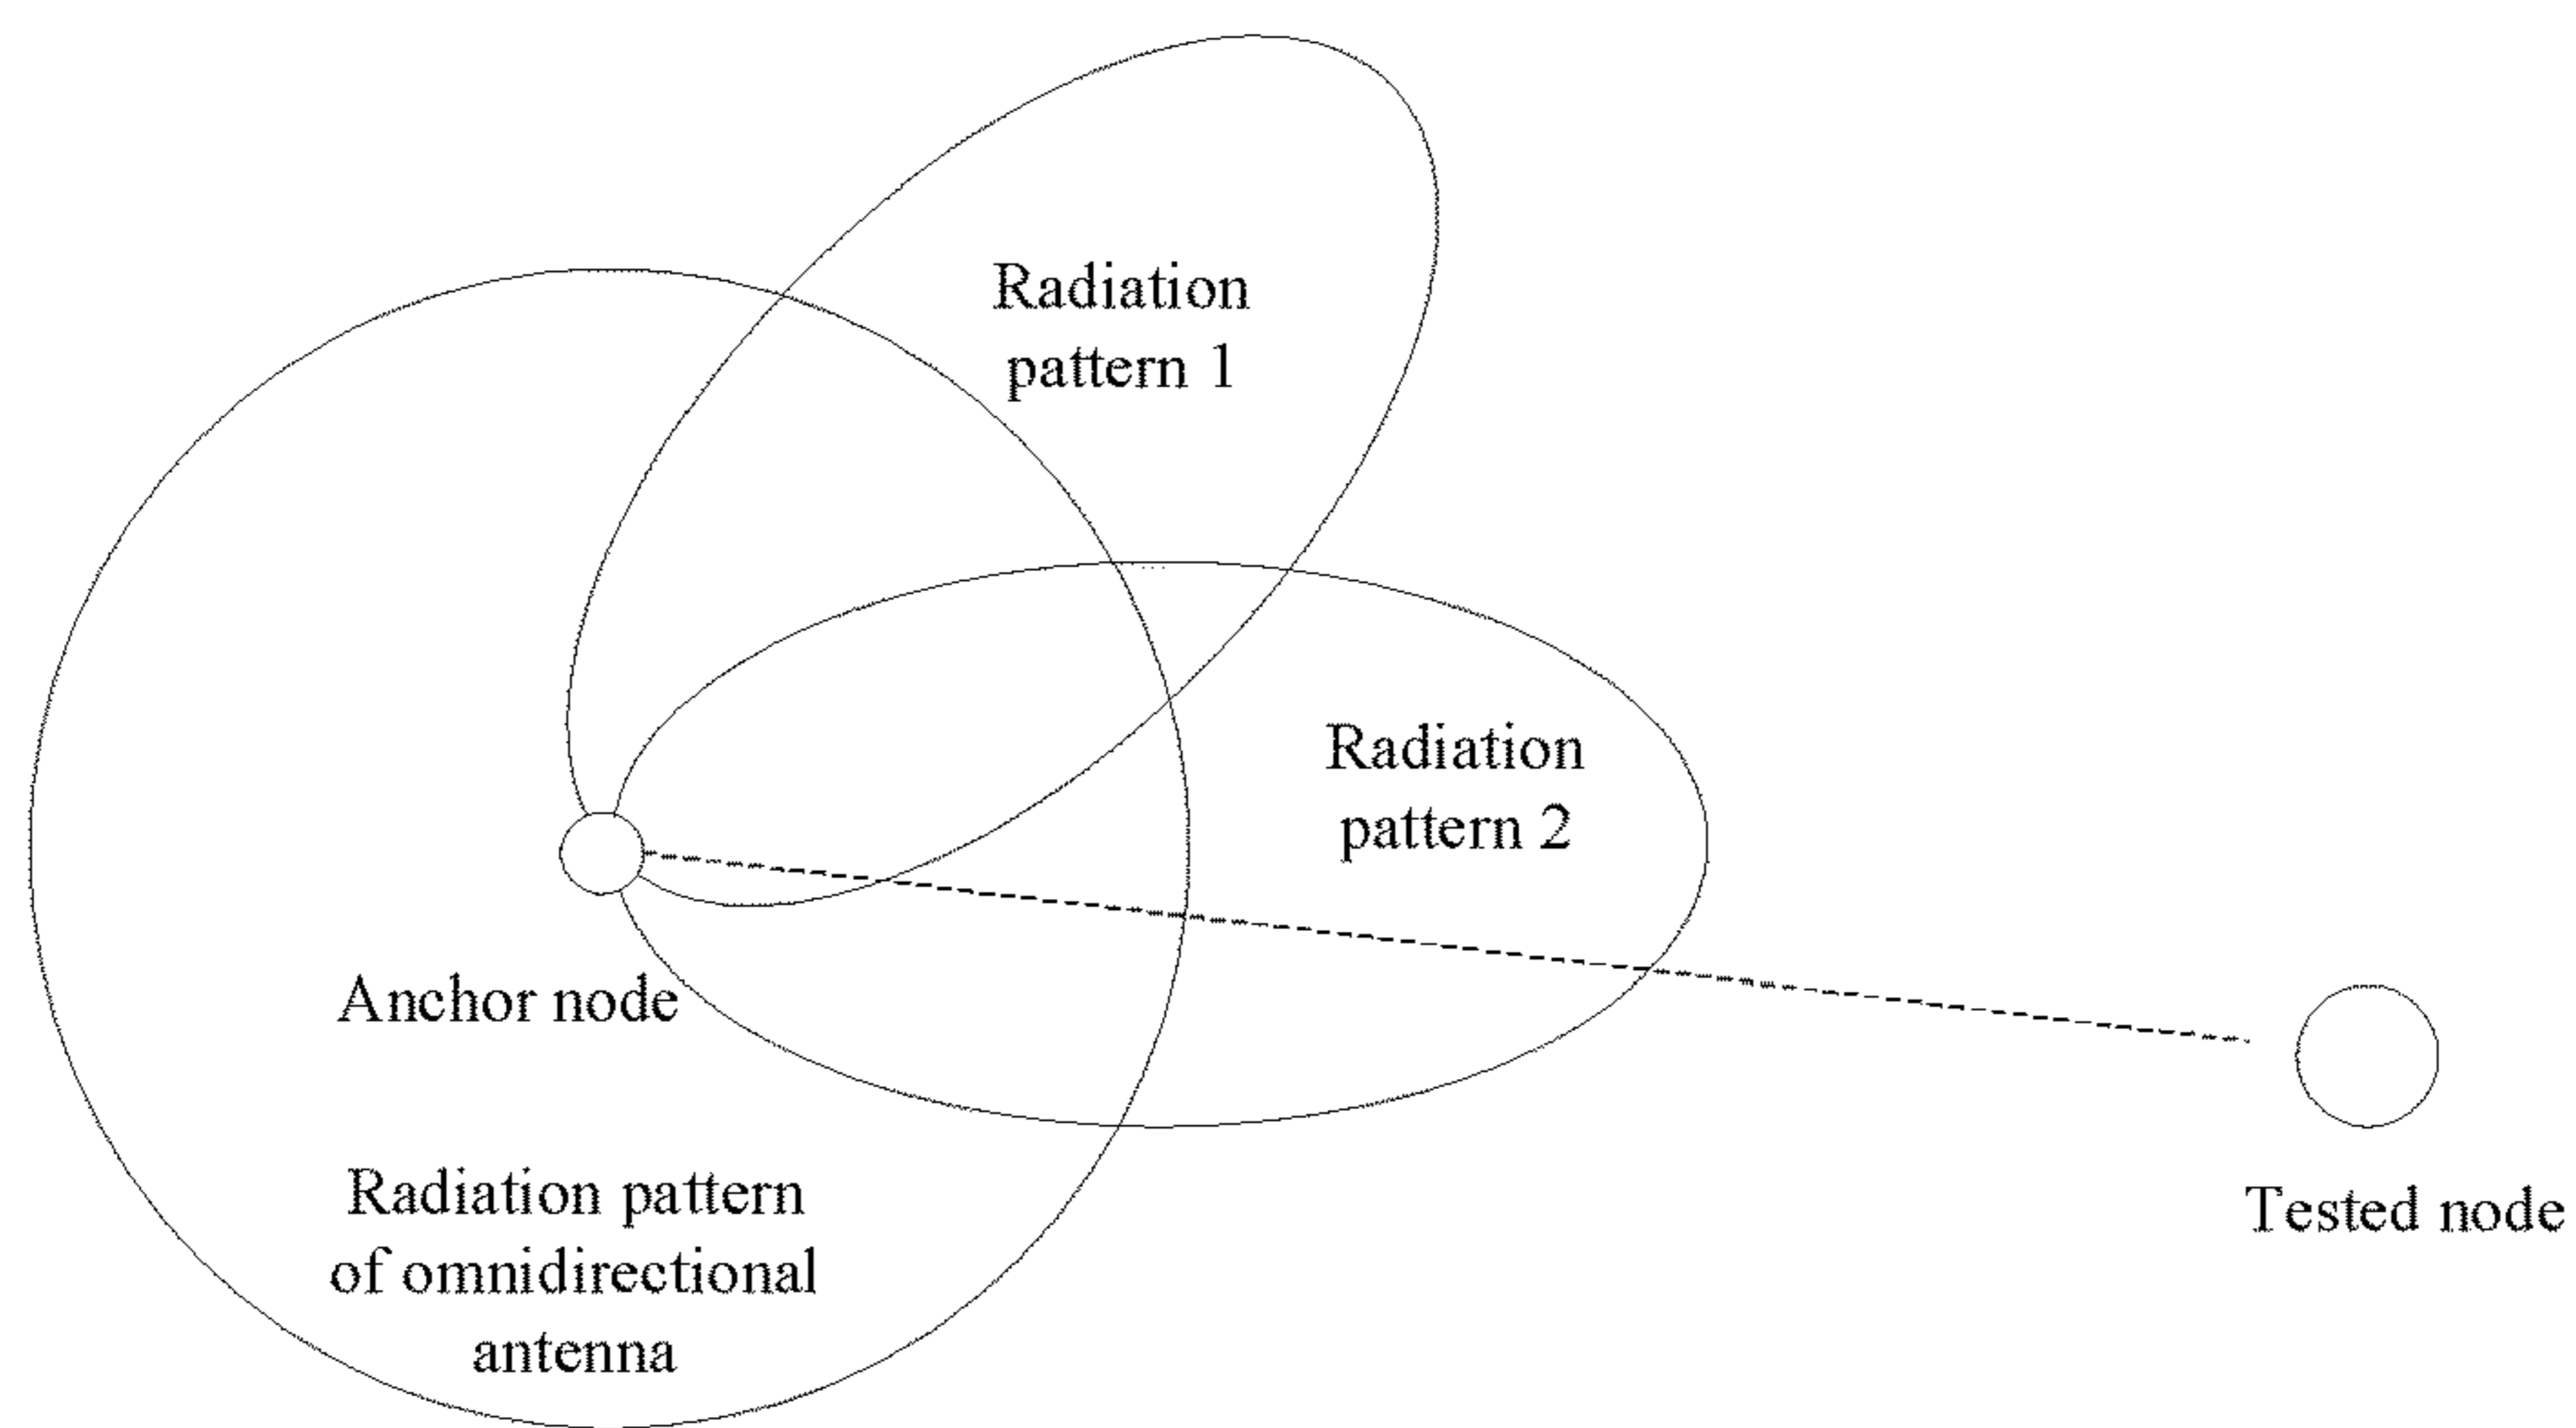 Radiation
pattern 1
Radiation
pattern 2
Anchor node
Radiation pattern
of omnidirectional
antenna
Tested node